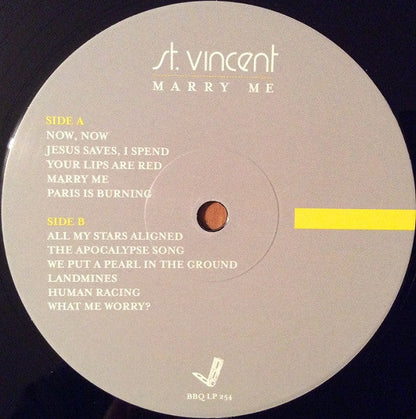 st. vincent
MARRY ME
SIDE A
NOW, NOW
JESUS SAVES, I SPEND
YOUR LIPS ARE RED
MARRY ME
PARIS IS BURNING
SIDE B
ALL MY STARS ALIGNED
THE APOCALYPSE SONG
WE PUT A PEARL IN THE GROUND
LANDMINES
HUMAN RACING
WHAT ME WORRY?
BBQ LP 254